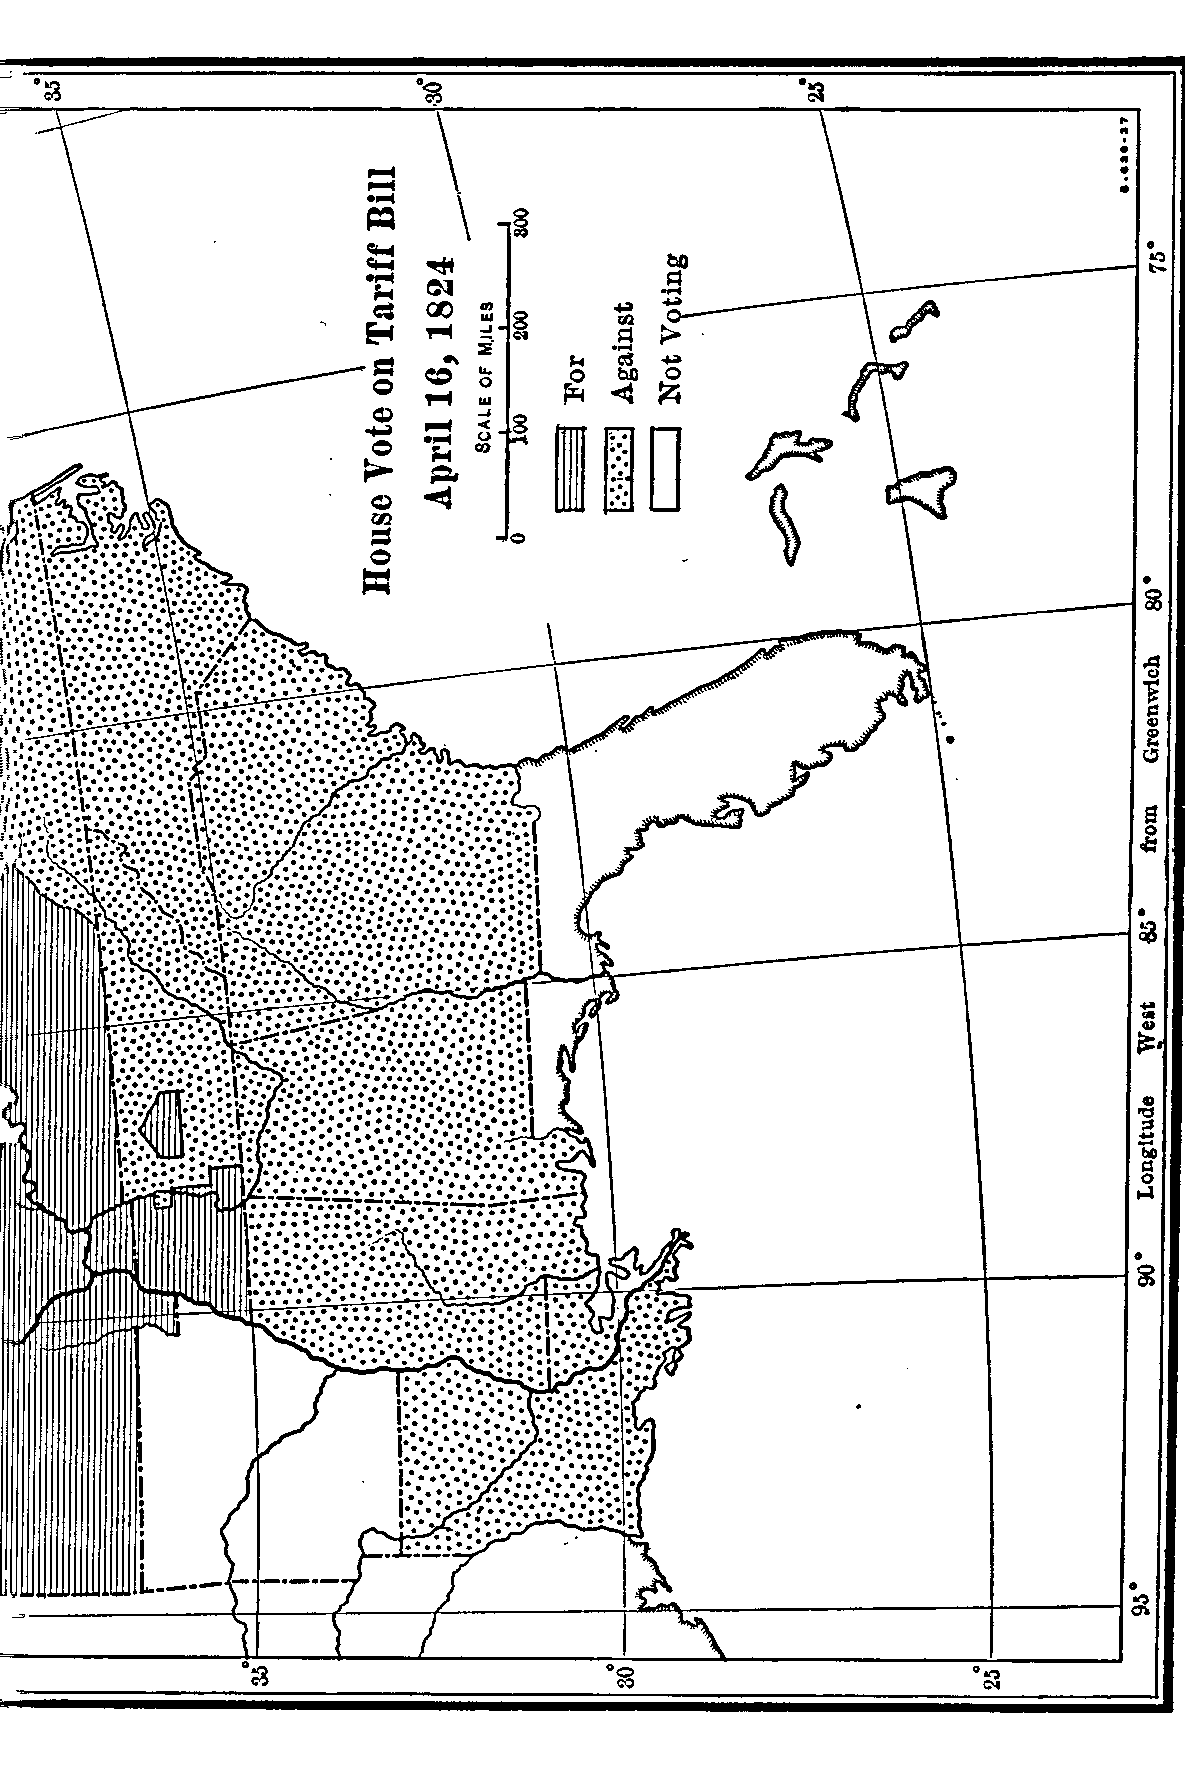 House Vote on Tariff Bill
April 16, 1824
SCALE OF MILES
0 100 200 300
For
Against
Not Voting
35°
30°
25°
75°
80°
85°
90°
95°
Longitude West from Greenwich
35°
30°
25°